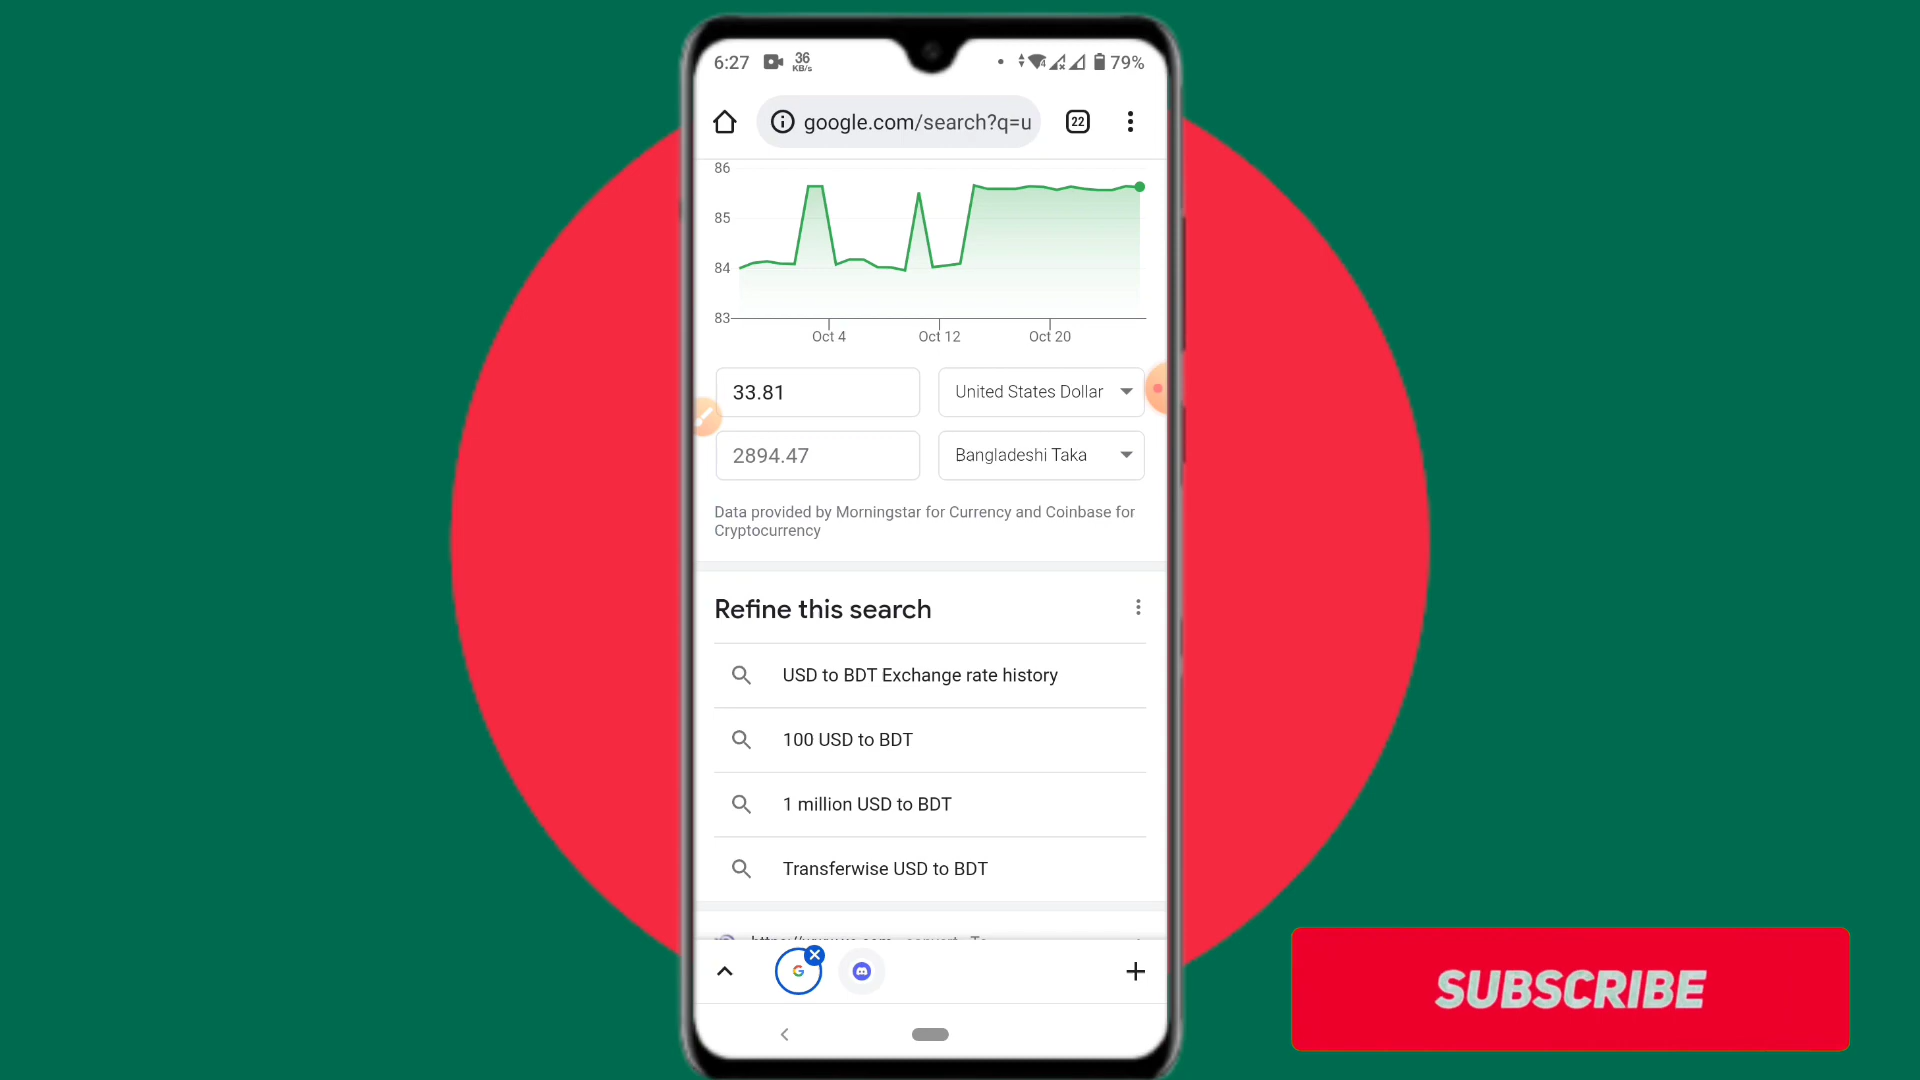 6:27 36 KB/s 79%
google.com/search?q=u 22
86
85
84
83
Oct 4 Oct 12 Oct 20
33.81 United States Dollar
2894.47 Bangladeshi Taka
Data provided by Morningstar for Currency and Coinbase for
Cryptocurrency
Refine this search
USD to BDT Exchange rate history
100 USD to BDT
1 million USD to BDT
Transferwise USD to BDT
SUBSCRIBE